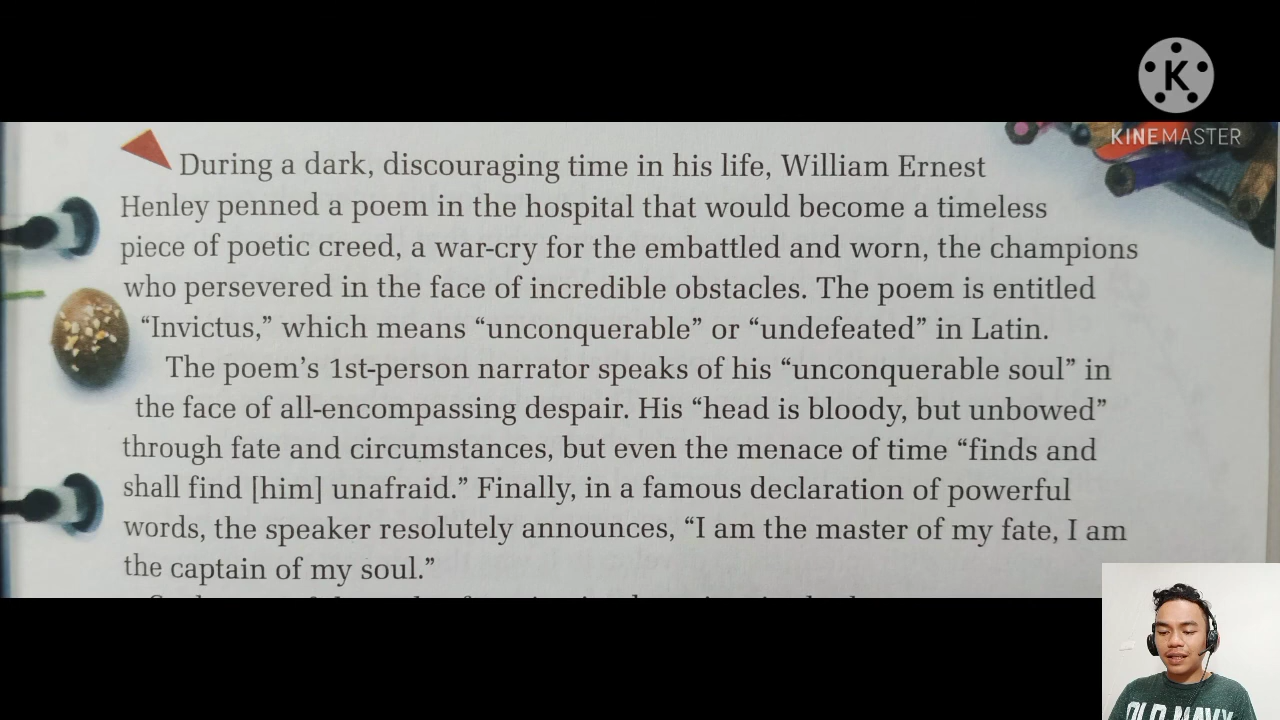 K
KINEMASTER
During a dark, discouraging time in his life, William Ernest
Henley penned a poem in the hospital that would become a timeless
piece of poetic creed, a war-cry for the embattled and worn, the champions
who persevered in the face of incredible obstacles. The poem is entitled
“Invictus,” which means “unconquerable” or “undefeated” in Latin.
The poem’s 1st-person narrator speaks of his “unconquerable soul” in
the face of all-encompassing despair. His “head is bloody, but unbowed”
through fate and circumstances, but even the menace of time “finds and
shall find [him] unafraid.” Finally, in a famous declaration of powerful
words, the speaker resolutely announces, “I am the master of my fate, I am
the captain of my soul.”
OLD NAVY